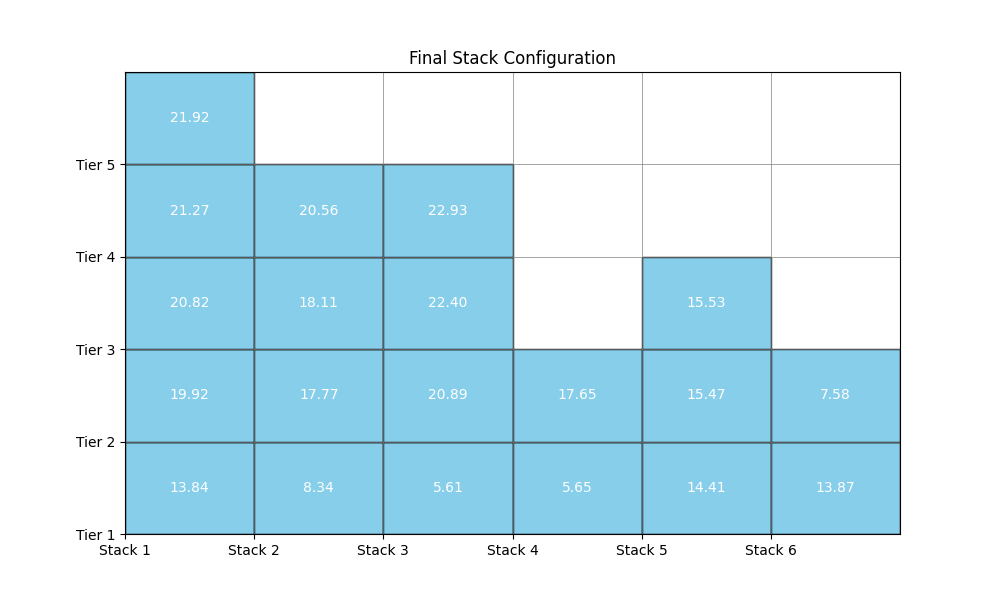 Final Stack Configuration
21.92
Tier 5
21.27 20.56 22.93
Tier 4
20.82 18.11 22.40 15.53
Tier 3
19.92 17.77 20.89 17.65 15.47 7.58
Tier 2
13.84 8.34 5.61 5.65 14.41 13.87
Tier 1
Stack 1 Stack 2 Stack 3 Stack 4 Stack 5 Stack 6